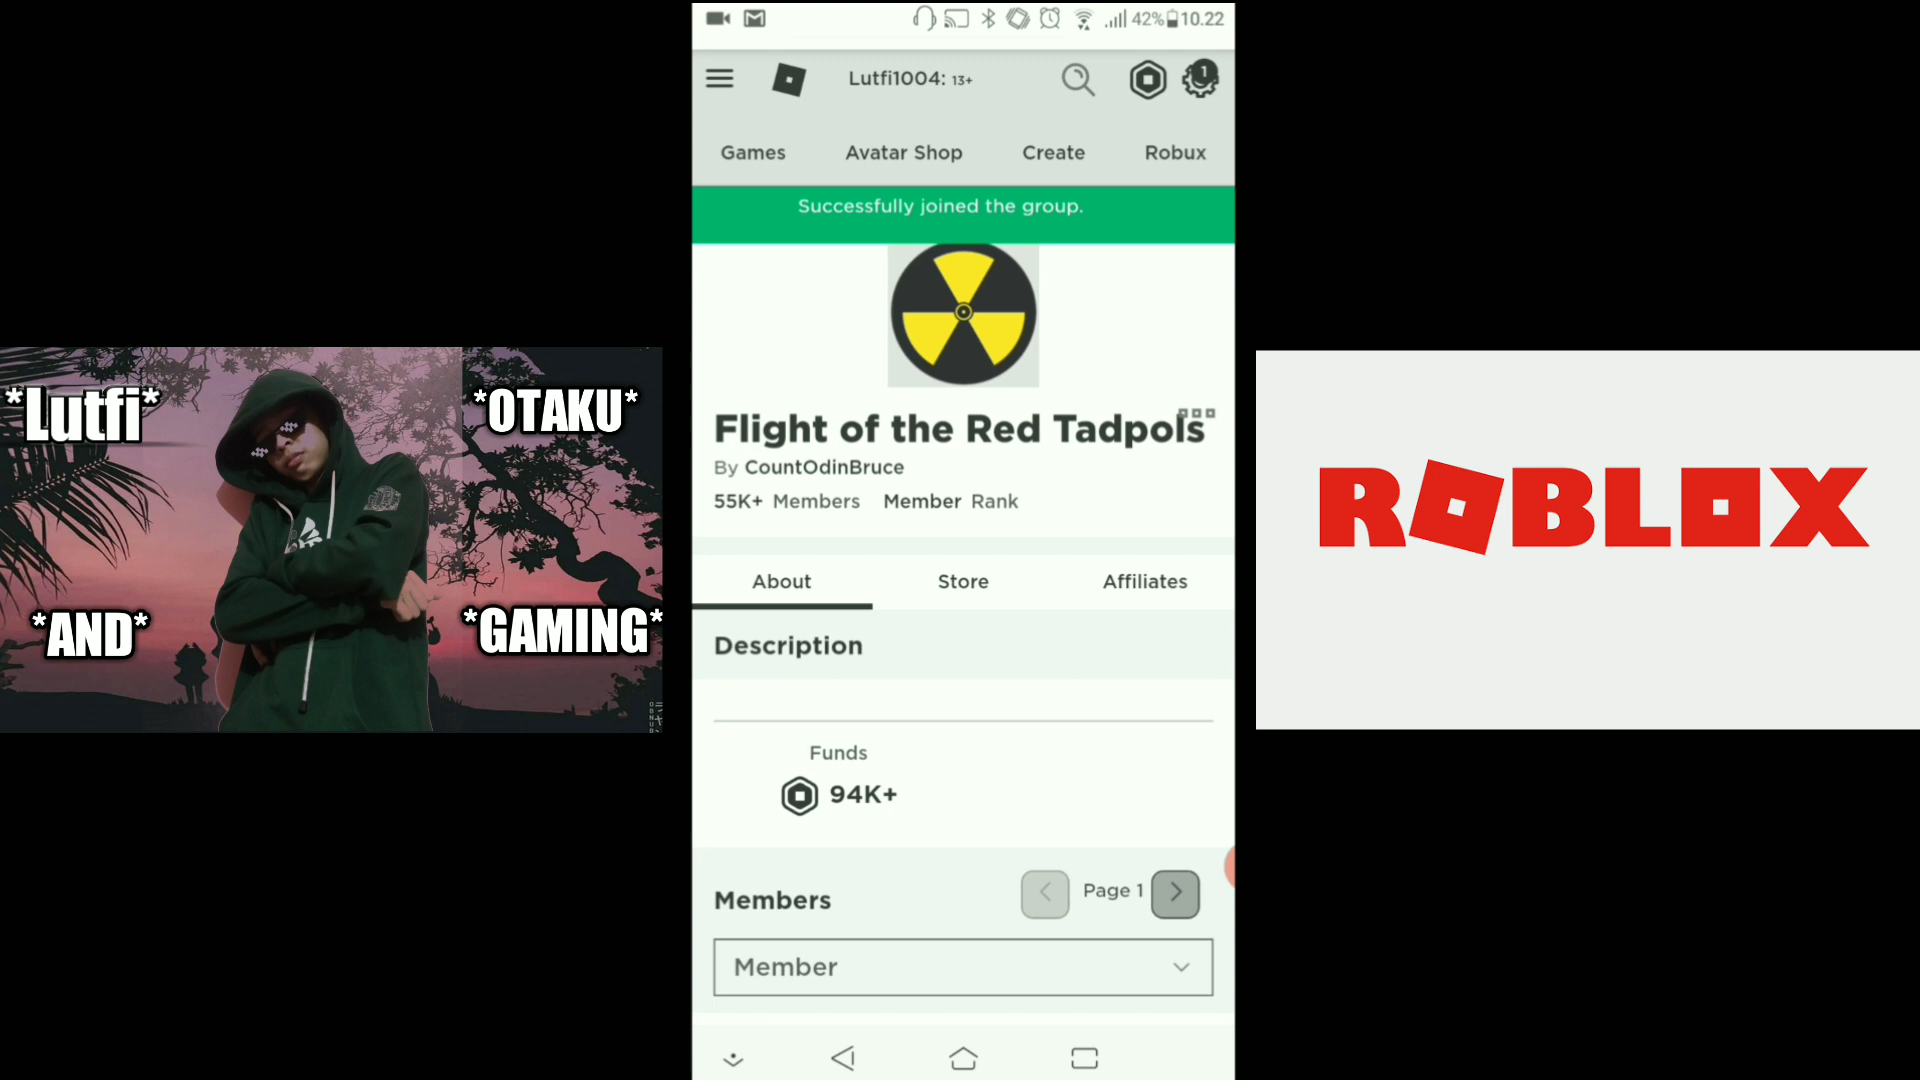 42% 10.22
Lutfi1004: 13+
1
Games Avatar Shop Create Robux
Successfully joined the group.
Flight of the Red Tadpols
By CountOdinBruce
55K+ Members Member Rank
About Store Affiliates
Description
Funds
94K+
Members
Page 1
Member
*Lutfi*
*OTAKU*
*AND*
*GAMING*
ROBLOX